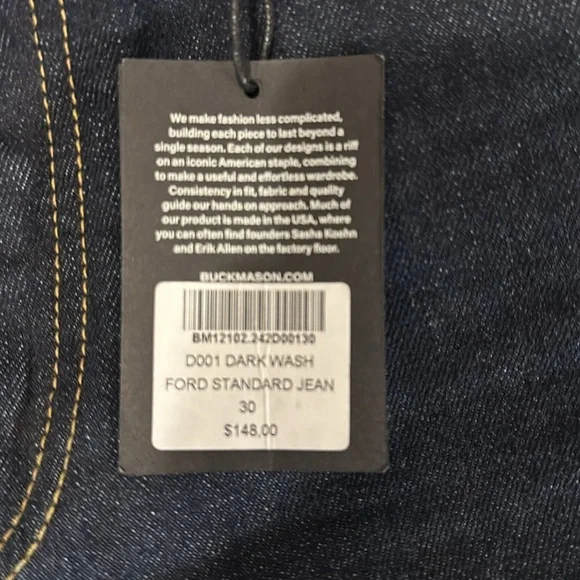 We make fashion less complicated,
building each piece to last beyond a
single season. Each of our designs is a riff
on an iconic American staple, combining
to make a useful and effortless wardrobe.
Consistency in fit, fabric and quality
guide our hands on approach. Much of
our product is made in the USA, where
you can often find founders Sasha Koehn
and Erik Allen on the factory floor.
BUCKMASON.COM
BM12102.242D00130
D001 DARK WASH
FORD STANDARD JEAN
30
$148.00